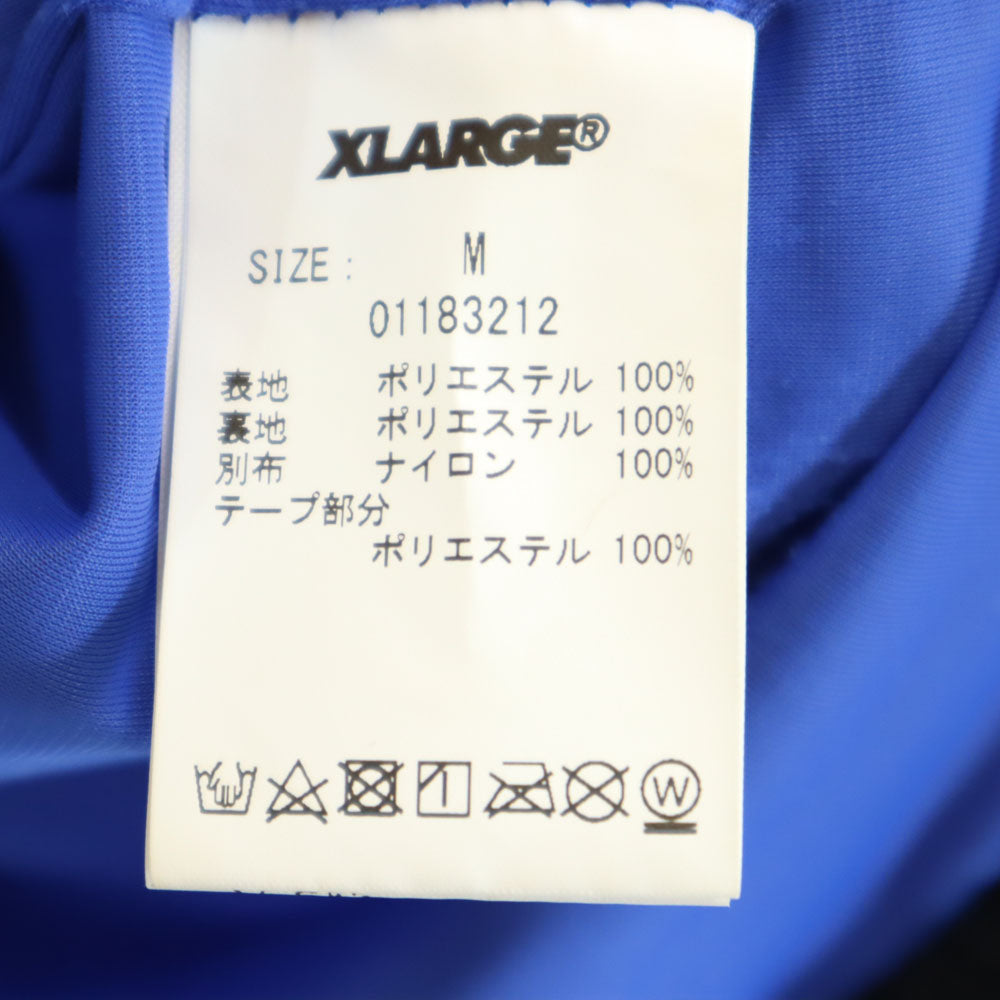 XLARGE®
SIZE : M
01183212
表地 ポリエステル 100%
裏地 ポリエステル 100%
別布 ナイロン 100%
テープ部分
ポリエステル 100%
W